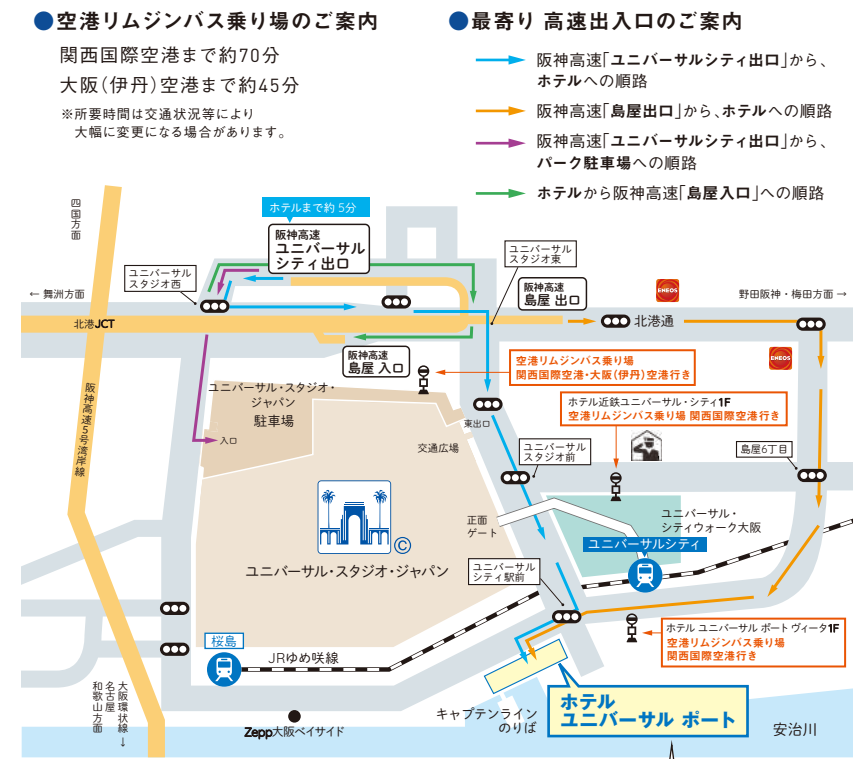 ●空港リムジンバス乗り場のご案内
関西国際空港まで約70分
大阪(伊丹)空港まで約45分
※所要時間は交通状況等により
大幅に変更になる場合があります。
●最寄り 高速出入口のご案内
阪神高速「ユニバーサルシティ出口」から、
ホテルへの順路
阪神高速「島屋出口」から、ホテルへの順路
阪神高速「ユニバーサルシティ出口」から、
パーク駐車場への順路
ホテルから阪神高速「島屋入口」への順路
四国方面
ホテルまで約5分
阪神高速
ユニバーサル
シティ出口
ユニバーサル
スタジオ西
ユニバーサル
スタジオ東
← 舞洲方面
阪神高速
島屋 出口
ENEOS
野田阪神・梅田方面 →
北港JCT
北港通
阪神高速
島屋 入口
ENEOS
空港リムジンバス乗り場
関西国際空港・大阪(伊丹)空港行き
阪神高速5号湾岸線
ユニバーサル・スタジオ・
ジャパン
駐車場
入口
ホテル近鉄ユニバーサル・シティ1F
空港リムジンバス乗り場 関西国際空港行き
東出口
交通広場
ユニバーサル
スタジオ前
島屋6丁目
正面
ゲート
ユニバーサル・
シティウォーク大阪
ユニバーサルシティ
©
ユニバーサル・スタジオ・ジャパン
ユニバーサル
シティ駅前
桜島
JRゆめ咲線
ホテル ユニバーサル ポート ヴィータ1F
空港リムジンバス乗り場
関西国際空港行き
大阪環状線
名古屋
和歌山方面
↓
キャプテンライン
のりば
ホテル
ユニバーサル ポート
安治川
Zepp大阪ベイサイド